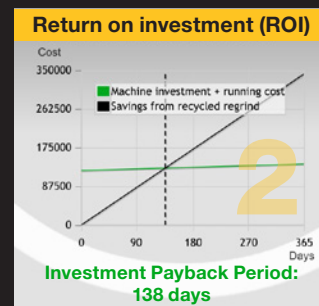 Return on investment (ROI)
Cost
350000
Machine investment + running cost
Savings from recycled regrind
262500
175000
2
87500
0
0 90 180 270 365
Days
Investment Payback Period:
138 days